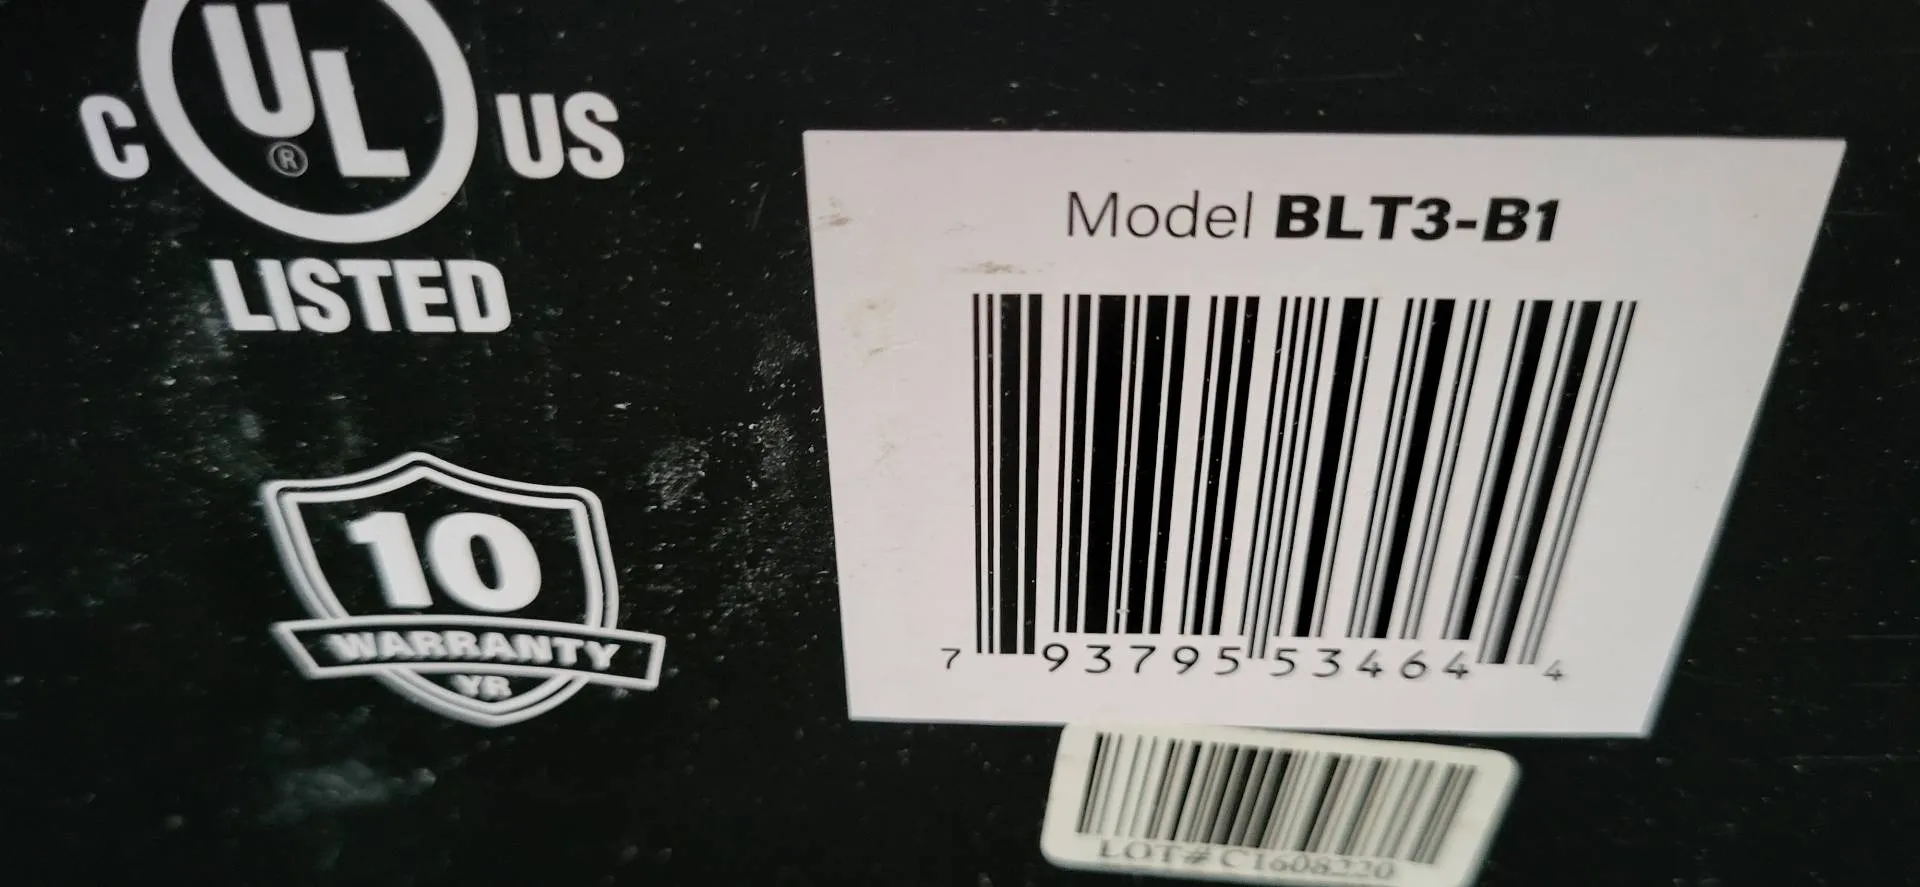 C UL® US
LISTED
10
WARRANTY
YR
Model BLT3-B1
7 93795 53464 4
LOT# C1608220